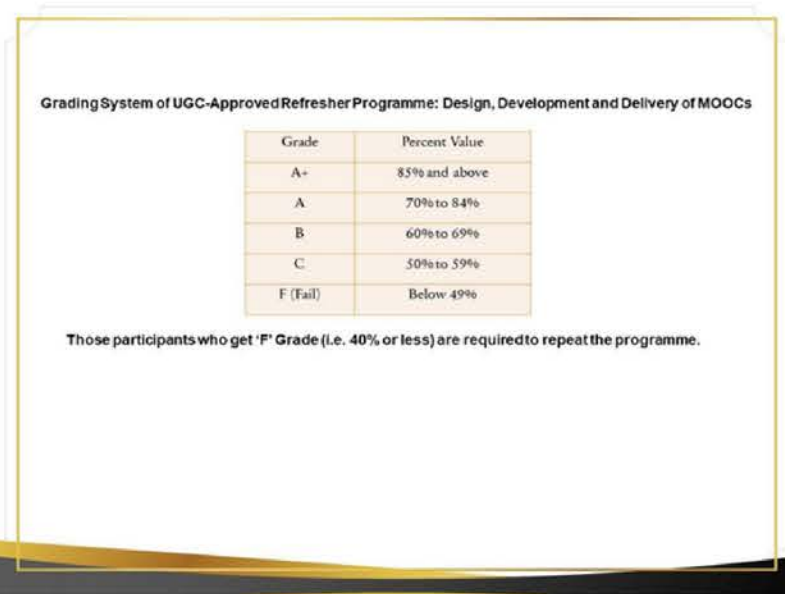 Grading System of UGC-Approved Refresher Programme: Design, Development and Delivery of MOOCs
Grade Percent Value
A+ 85% and above
A 70% to 84%
B 60% to 69%
C 50% to 59%
F (Fail) Below 49%
Those participants who get 'F' Grade (i.e. 40% or less) are required to repeat the programme.